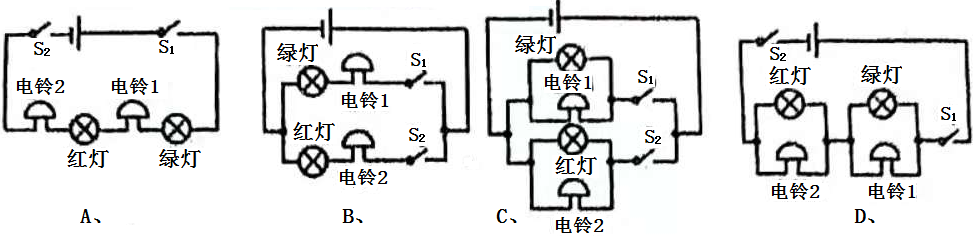 S₂ S₁
电铃2 电铃1
红灯 绿灯
A、
绿灯
电铃1 S₁
红灯
电铃2 S₂
B、
绿灯
电铃1 S₁
红灯 S₂
电铃2
C、
S₂
红灯 绿灯
S₁
电铃2 电铃1
D、